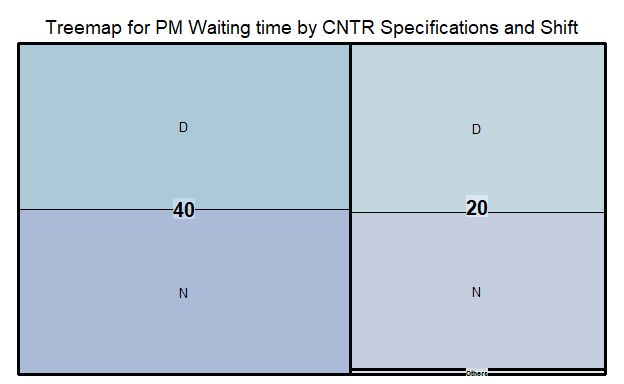 Treemap for PM Waiting time by CNTR Specifications and Shift
D
D
40
20
N
N
Others